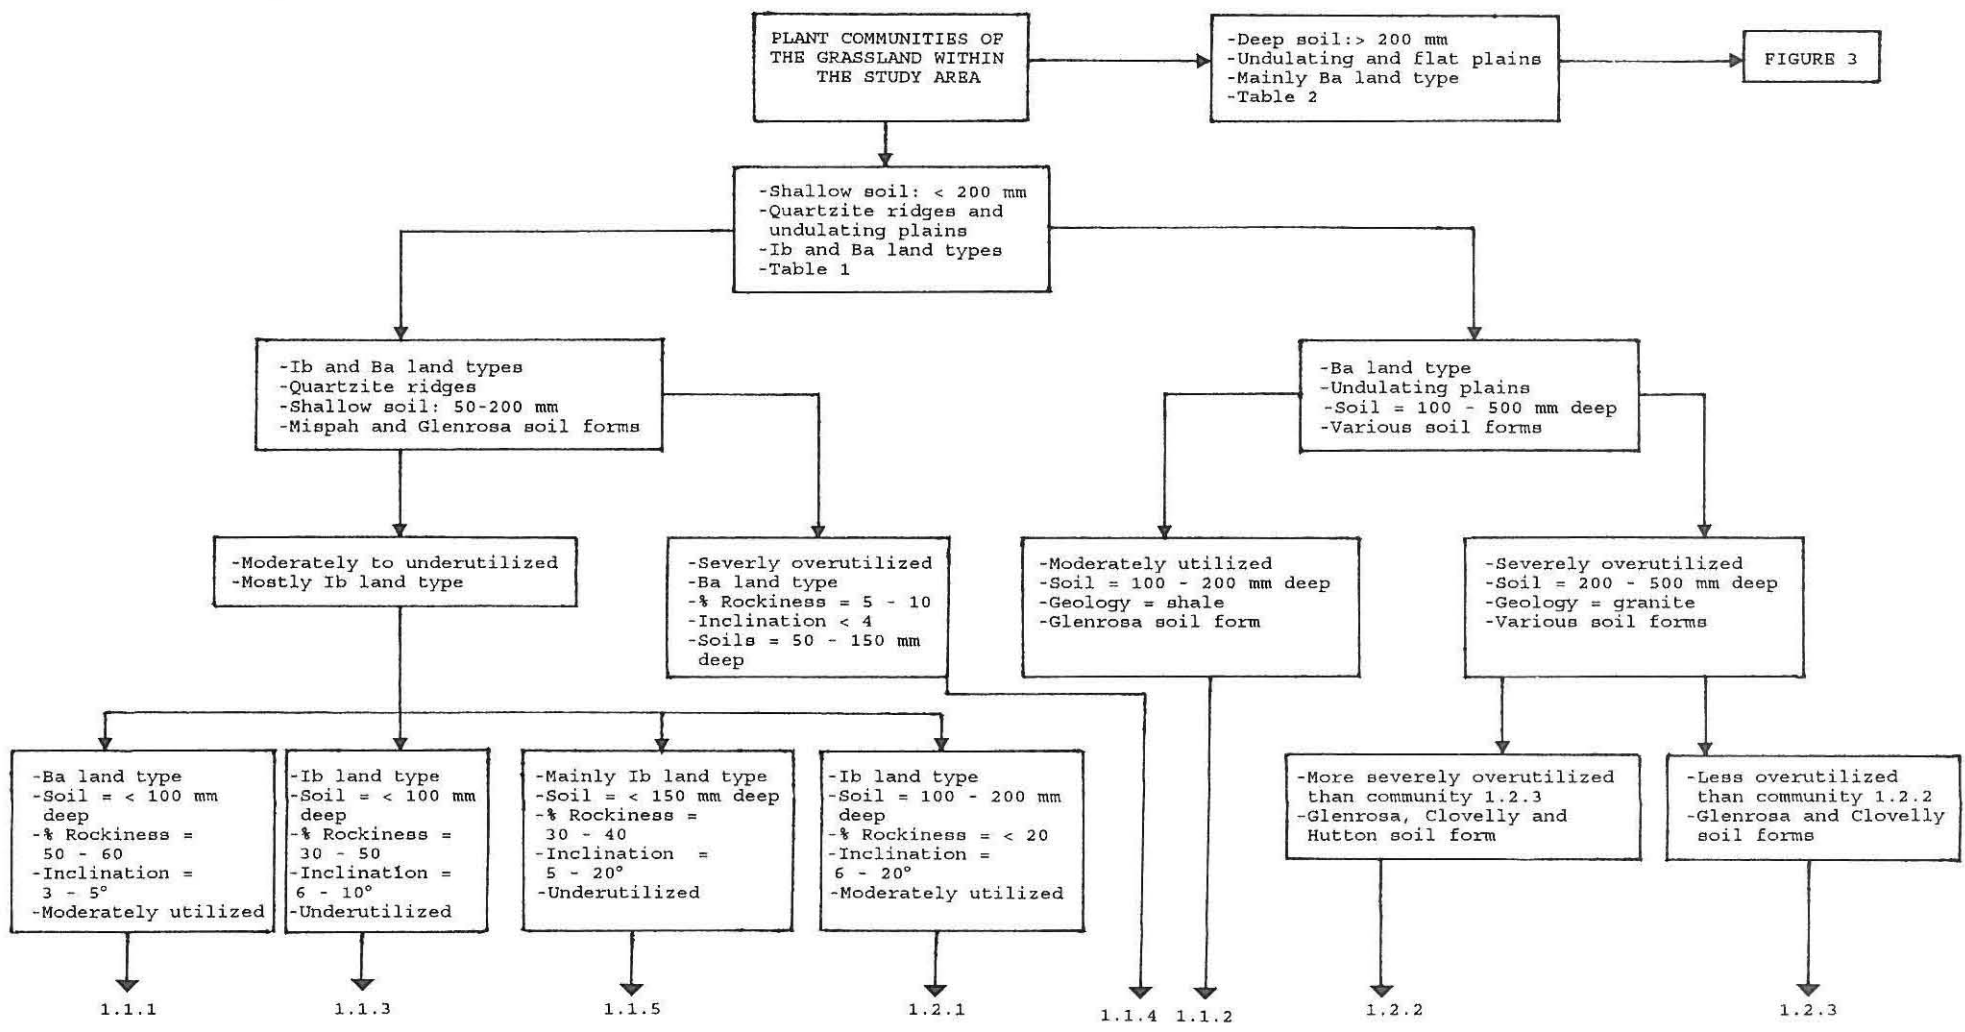 PLANT COMMUNITIES OF
THE GRASSLAND WITHIN
THE STUDY AREA
-Deep soil:> 200 mm
-Undulating and flat plains
-Mainly Ba land type
-Table 2
FIGURE 3
-Shallow soil: < 200 mm
-Quartzite ridges and
undulating plains
-Ib and Ba land types
-Table 1
-Ib and Ba land types
-Quartzite ridges
-Shallow soil: 50-200 mm
-Mispah and Glenrosa soil forms
-Ba land type
-Undulating plains
-Soil = 100 - 500 mm deep
-Various soil forms
-Moderately to underutilized
-Mostly Ib land type
-Severly overutilized
-Ba land type
-% Rockiness = 5 - 10
-Inclination < 4
-Soils = 50 - 150 mm
deep
-Moderately utilized
-Soil = 100 - 200 mm deep
-Geology = shale
-Glenrosa soil form
-Severely overutilized
-Soil = 200 - 500 mm deep
-Geology = granite
-Various soil forms
-Ba land type
-Soil = < 100 mm
deep
-% Rockiness =
50 - 60
-Inclination =
3 - 5°
-Moderately utilized
-Ib land type
-Soil = < 100 mm
deep
-% Rockiness =
30 - 50
-Inclination =
6 - 10°
-Underutilized
-Mainly Ib land type
-Soil = < 150 mm deep
-% Rockiness =
30 - 40
-Inclination =
5 - 20°
-Underutilized
-Ib land type
-Soil = 100 - 200 mm
deep
-% Rockiness = < 20
-Inclination =
6 - 20°
-Moderately utilized
-More severely overutilized
than community 1.2.3
-Glenrosa, Clovelly and
Hutton soil form
-Less overutilized
than community 1.2.2
-Glenrosa and Clovelly
soil forms
1.1.1
1.1.3
1.1.5
1.2.1
1.1.4
1.1.2
1.2.2
1.2.3